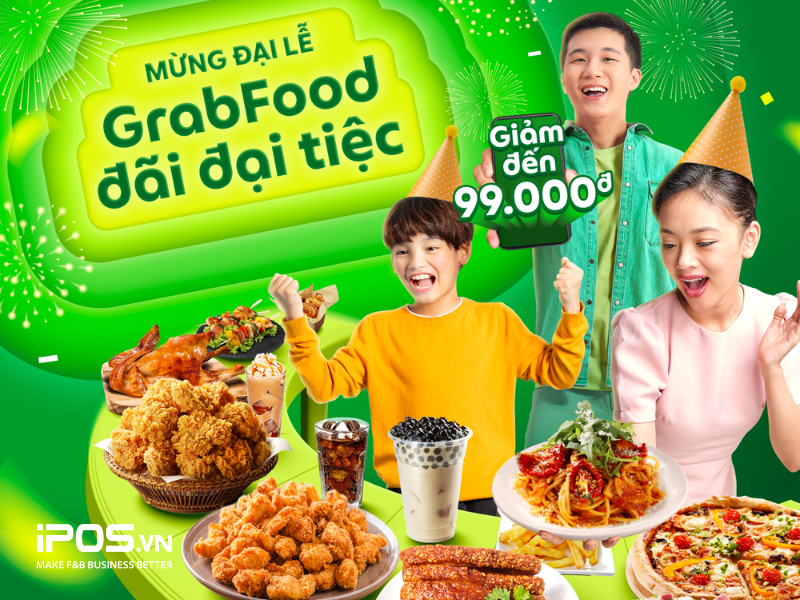 MỪNG ĐẠI LỄ
GrabFood
đãi đại tiệc
Giảm
đến
99.000đ
iPOS.VN
MAKE F&B BUSINESS BETTER